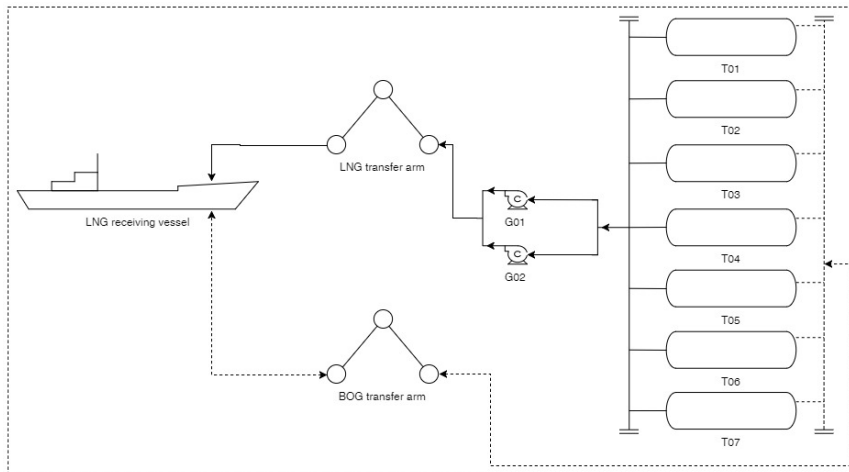 T01
T02
LNG transfer arm
T03
C
LNG receiving vessel
G01
T04
C
G02
T05
T06
BOG transfer arm
T07